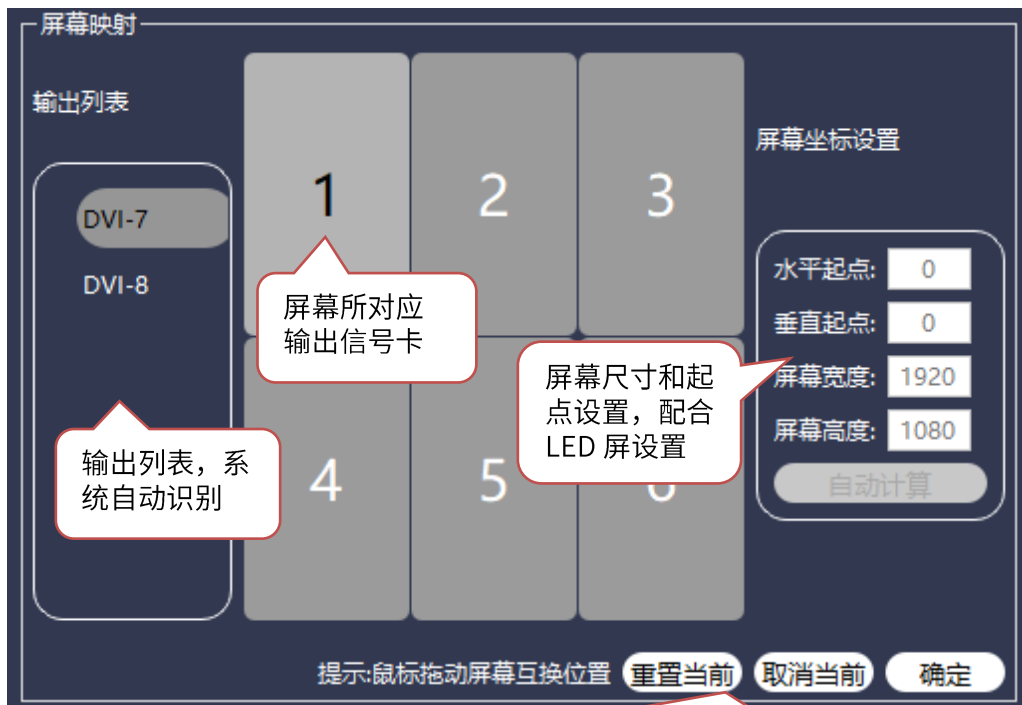 屏幕映射
输出列表
DVI-7
DVI-8
1
2
3
4
5
6
屏幕所对应
输出信号卡
输出列表，系
统自动识别
屏幕尺寸和起
点设置，配合
LED 屏设置
屏幕坐标设置
水平起点: 0
垂直起点: 0
屏幕宽度: 1920
屏幕高度: 1080
自动计算
提示:鼠标拖动屏幕互换位置
重置当前
取消当前
确定